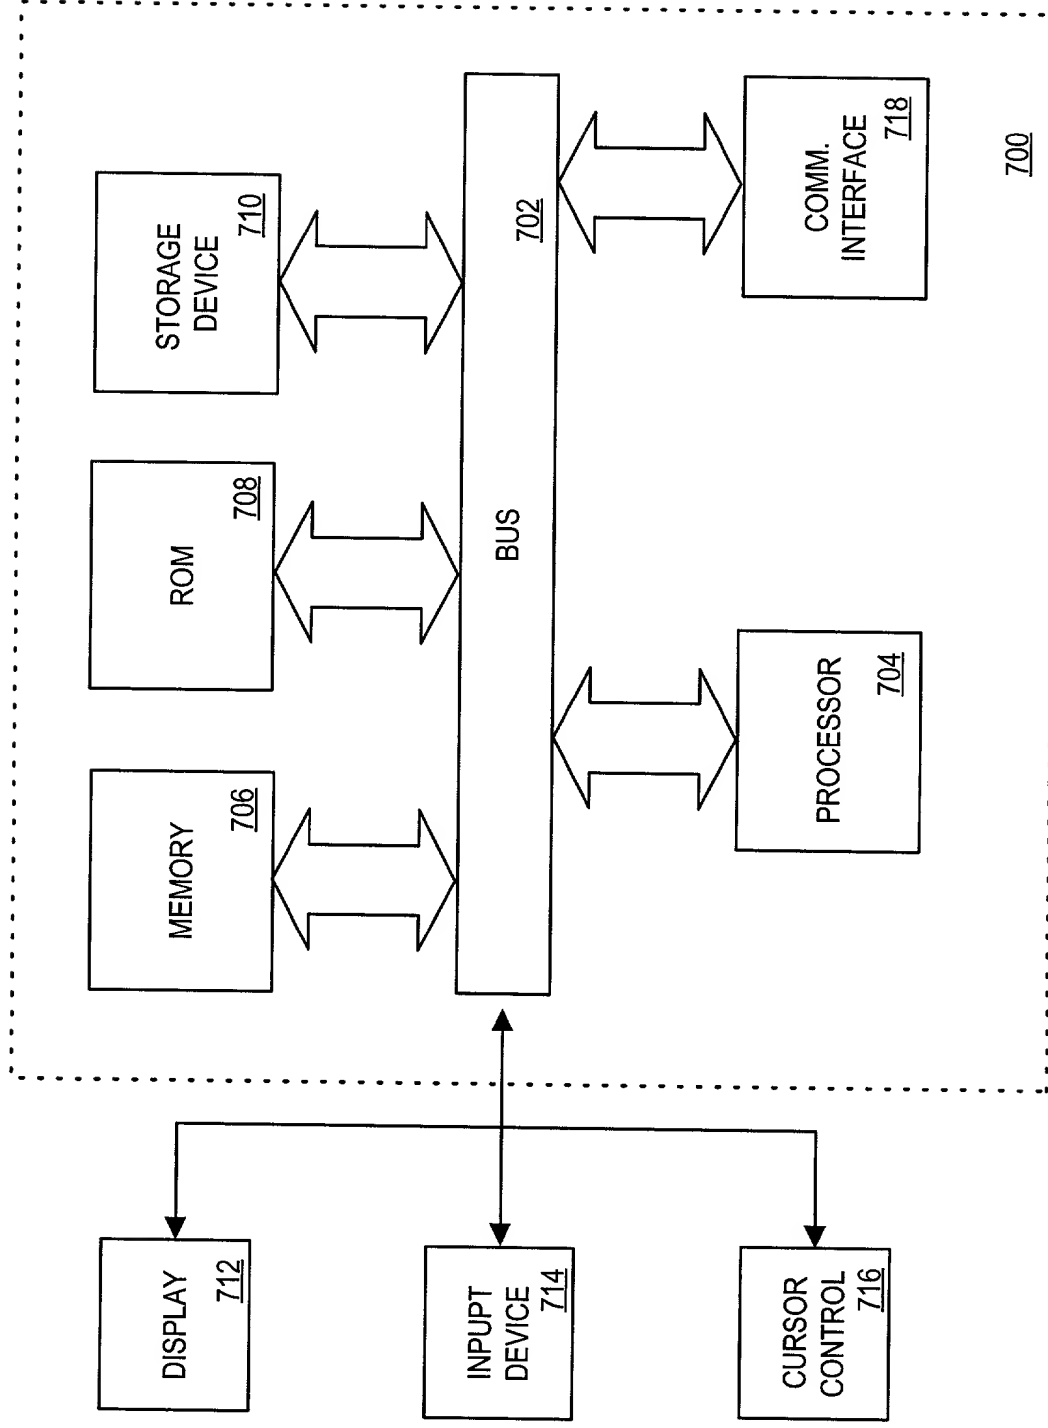 DISPLAY
712
MEMORY
706
ROM
708
STORAGE
DEVICE
710
INPUPT
DEVICE
714
BUS
702
CURSOR
CONTROL
716
PROCESSOR
704
COMM.
INTERFACE
718
700